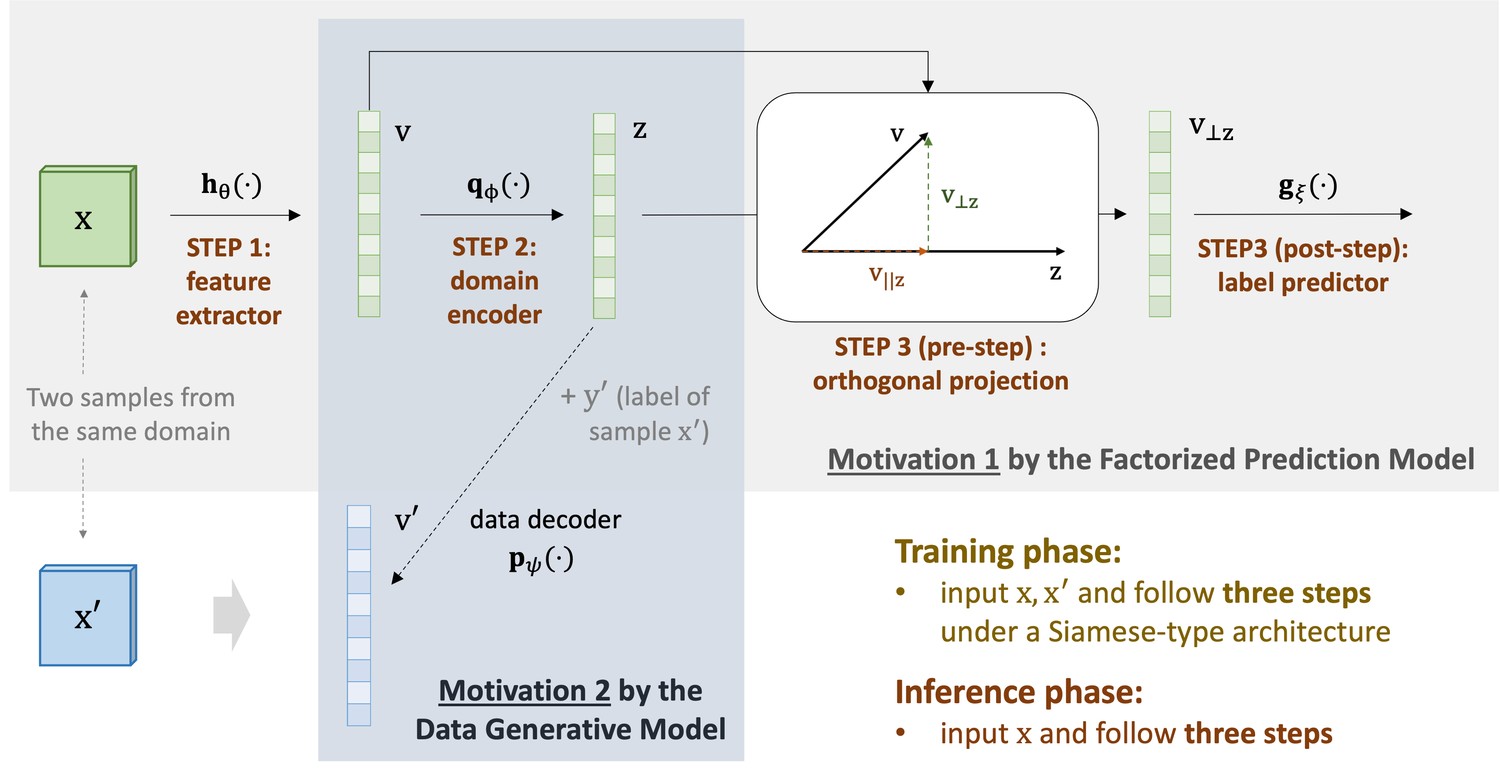 x
h_θ(·)
STEP 1:
feature
extractor
v
q_ϕ(·)
STEP 2:
domain
encoder
z
v
v⊥z
v||z
z
STEP 3 (pre-step) :
orthogonal projection
v⊥z
g_ξ(·)
STEP3 (post-step):
label predictor
Two samples from
the same domain
+ y′ (label of
sample x′)
Motivation 1 by the Factorized Prediction Model
x′
v′
data decoder
p_ψ(·)
Motivation 2 by the
Data Generative Model
Training phase:
• input x, x′ and follow three steps
under a Siamese-type architecture
Inference phase:
• input x and follow three steps